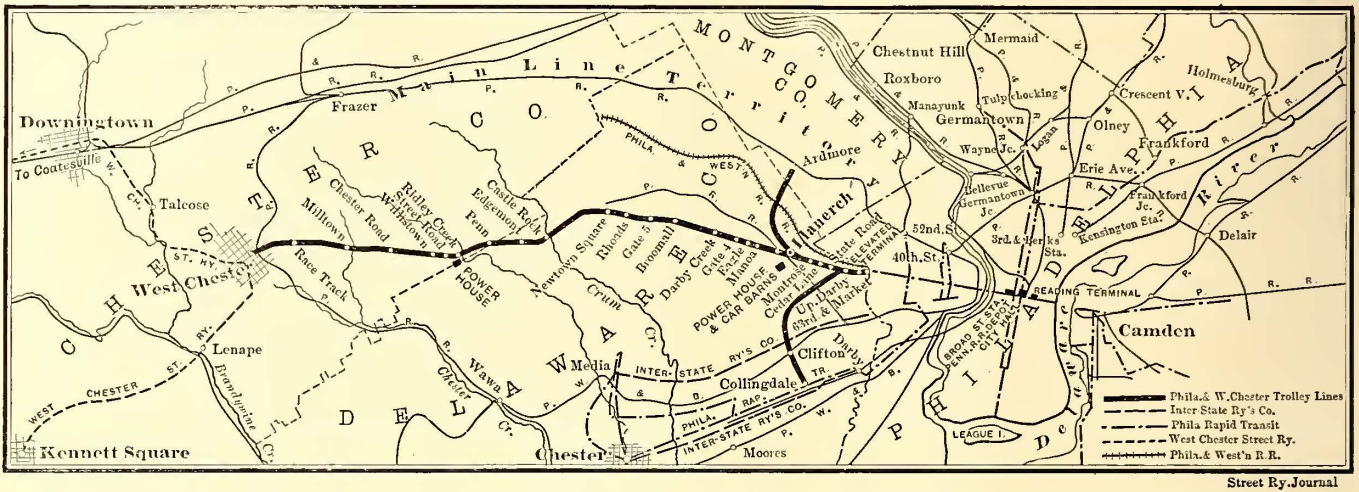 MONTGOMERY
CO.
CHESTER CO.
DELAWARE CO.
PHILADELPHIA
Main Line Territory
P. & R. R.
P. R. R.
Downingtown
To Coatesville
W. CH.
Talcose
ST. RY.
West Chester
Frazer
Milltown
Race Track
Chester Road
Withstown
Street Road
Ridley Creek
Penn
Edgemont
Castle Rock
POWER
HOUSE
Newtown Square
Rhoads
Gate 5
Broomall
Darby Creek
Gate 4
Eagle
Manoa
POWER HOUSE
& CAR BARNS
Llanerch
Montrose
Cedar Lane
State Road
Up. Darby
63rd. & Market
ELEVATED
TERMINAL
PHILA. & WEST'N
Ardmore
Crum
Cr.
Lenape
Brandywine
Cr.
WEST CHESTER ST. RY.
Kennett Square
Wawa
Chester
Cr.
Media
INTER-STATE RY'S CO.
Clifton
Darby
Collingdale
PHILA. RAP. TR.
INTER-STATE RY'S CO.
P. W. & B.
Chester
Moores
Chestnut Hill
Mermaid
Roxboro
Manayunk
Tulpehocking
Germantown
Wayne Jc.
Logan
Crescent V.
Olney
Holmesburg
Frankford
Erie Ave.
Frankford
Jc.
Bellevue
Germantown
Jc.
Kensington Sta.
3rd. & Berks
Sta.
Delair
52nd. St.
40th. St.
READING TERMINAL
BROAD ST. STA.
PENN. R.R. DEPOT
CITY HALL
Camden
LEAGUE I.
Delaware
River
Phila. & W. Chester Trolley Lines
Inter-State Ry's Co.
Phila Rapid Transit
West Chester Street Ry.
Phila. & West'n R.R.
Street Ry. Journal